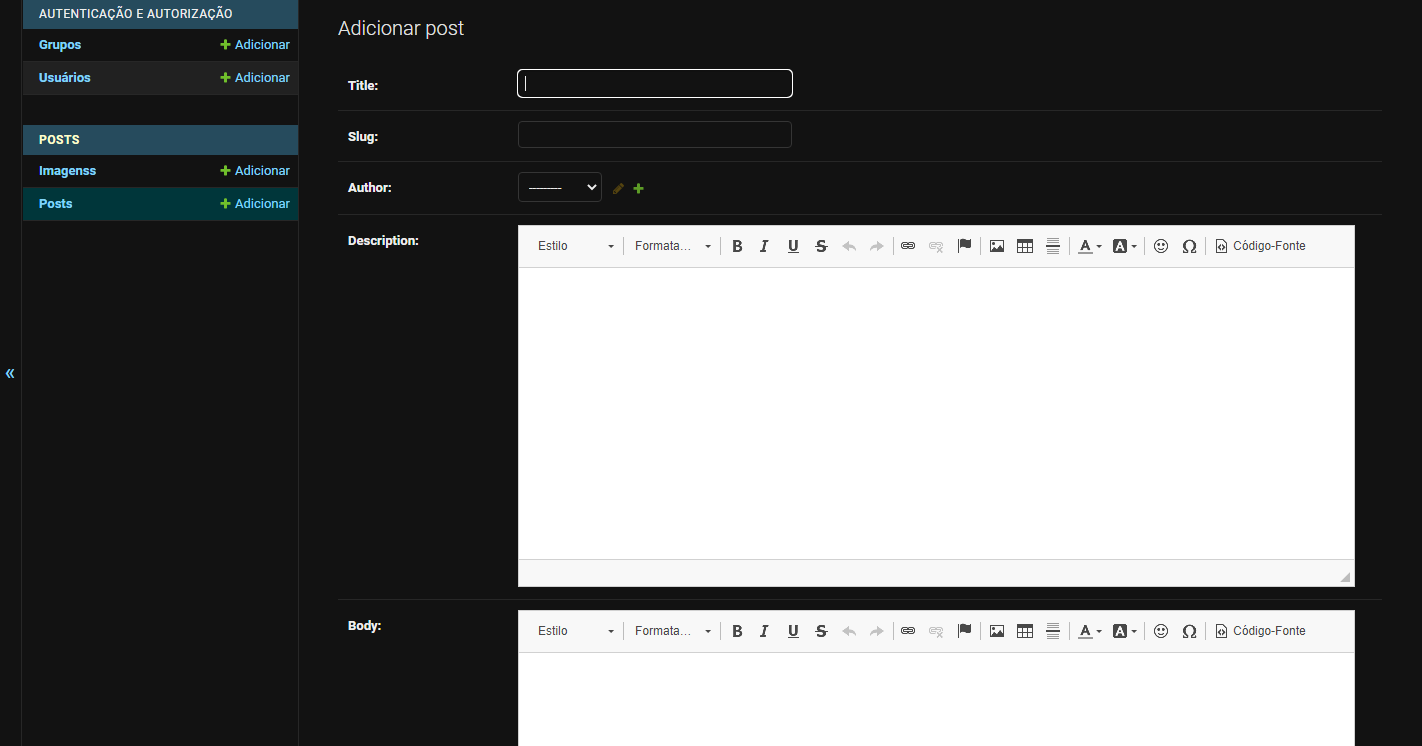 AUTENTICAÇÃO E AUTORIZAÇÃO
Grupos
Adicionar
Usuários
Adicionar
POSTS
Imagenss
Adicionar
Posts
Adicionar
«
Adicionar post
Title:
Slug:
Author:
---------
Description:
Estilo Formata... B I U S A A Ω Código-Fonte
Body:
Estilo Formata... B I U S A A Ω Código-Fonte